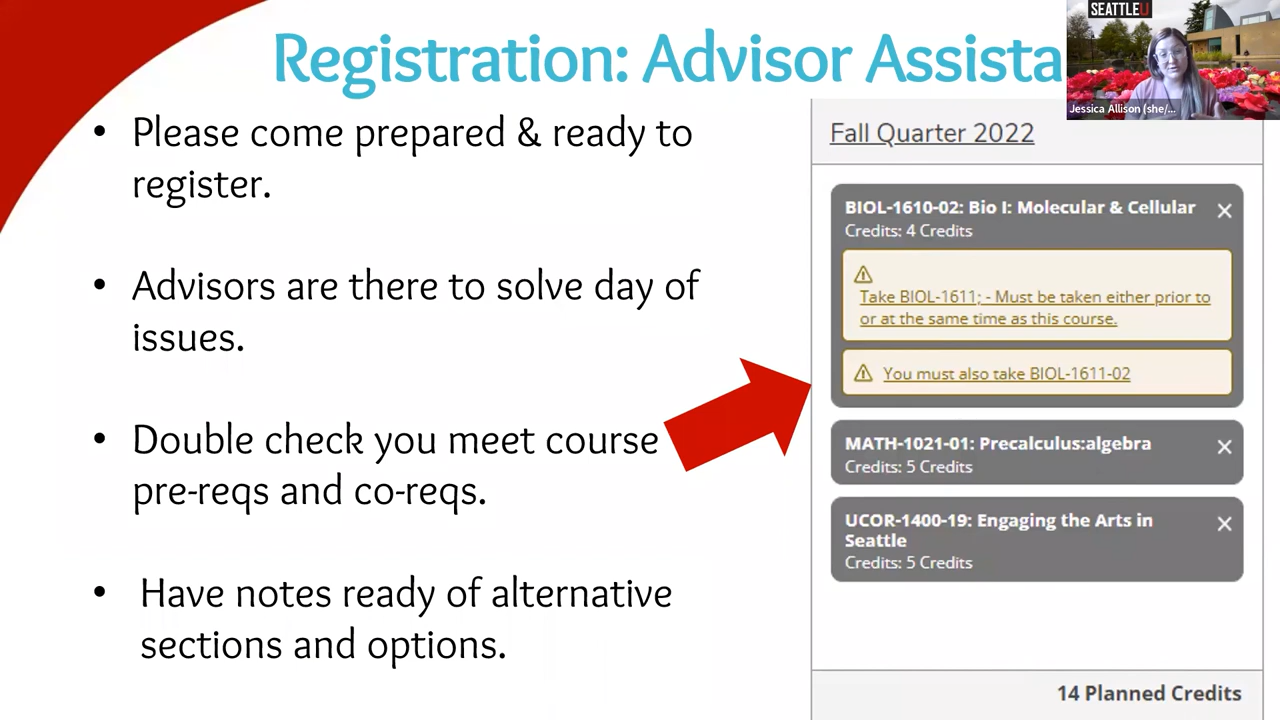 Registration: Advisor Assista
SEATTLEU
Jessica Allison (she/...
• Please come prepared & ready to
register.
• Advisors are there to solve day of
issues.
• Double check you meet course
pre-reqs and co-reqs.
• Have notes ready of alternative
sections and options.
Fall Quarter 2022
BIOL-1610-02: Bio I: Molecular & Cellular
Credits: 4 Credits
Take BIOL-1611; - Must be taken either prior to
or at the same time as this course.
You must also take BIOL-1611-02
MATH-1021-01: Precalculus:algebra
Credits: 5 Credits
UCOR-1400-19: Engaging the Arts in
Seattle
Credits: 5 Credits
14 Planned Credits